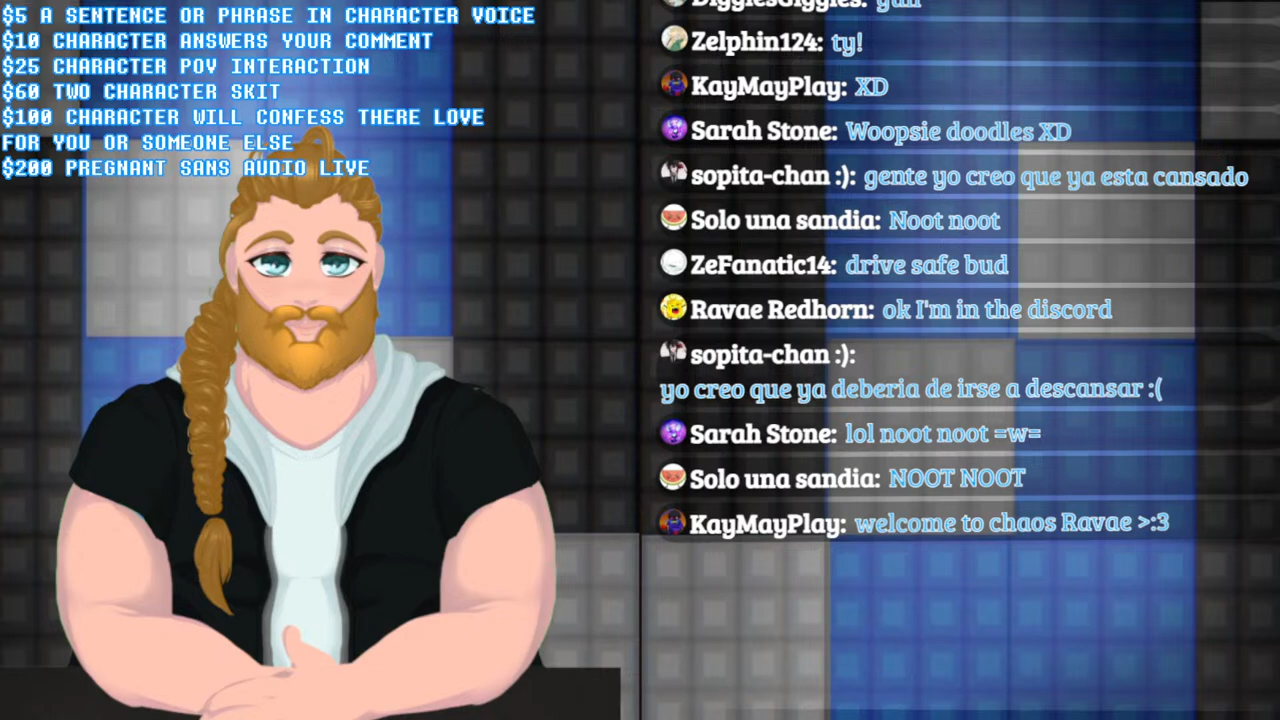 $5 A SENTENCE OR PHRASE IN CHARACTER VOICE
$10 CHARACTER ANSWERS YOUR COMMENT
$25 CHARACTER POV INTERACTION
$60 TWO CHARACTER SKIT
$100 CHARACTER WILL CONFESS THERE LOVE
FOR YOU OR SOMEONE ELSE
$200 PREGNANT SANS AUDIO LIVE
Zelphin124: ty!
KayMayPlay: XD
Sarah Stone: Woopsie doodles XD
sopita-chan :): gente yo creo que ya esta cansado
Solo una sandia: Noot noot
ZeFanatic14: drive safe bud
Ravae Redhorn: ok I'm in the discord
sopita-chan :):
yo creo que ya deberia de irse a descansar :(
Sarah Stone: lol noot noot =w=
Solo una sandia: NOOT NOOT
KayMayPlay: welcome to chaos Ravae >:3